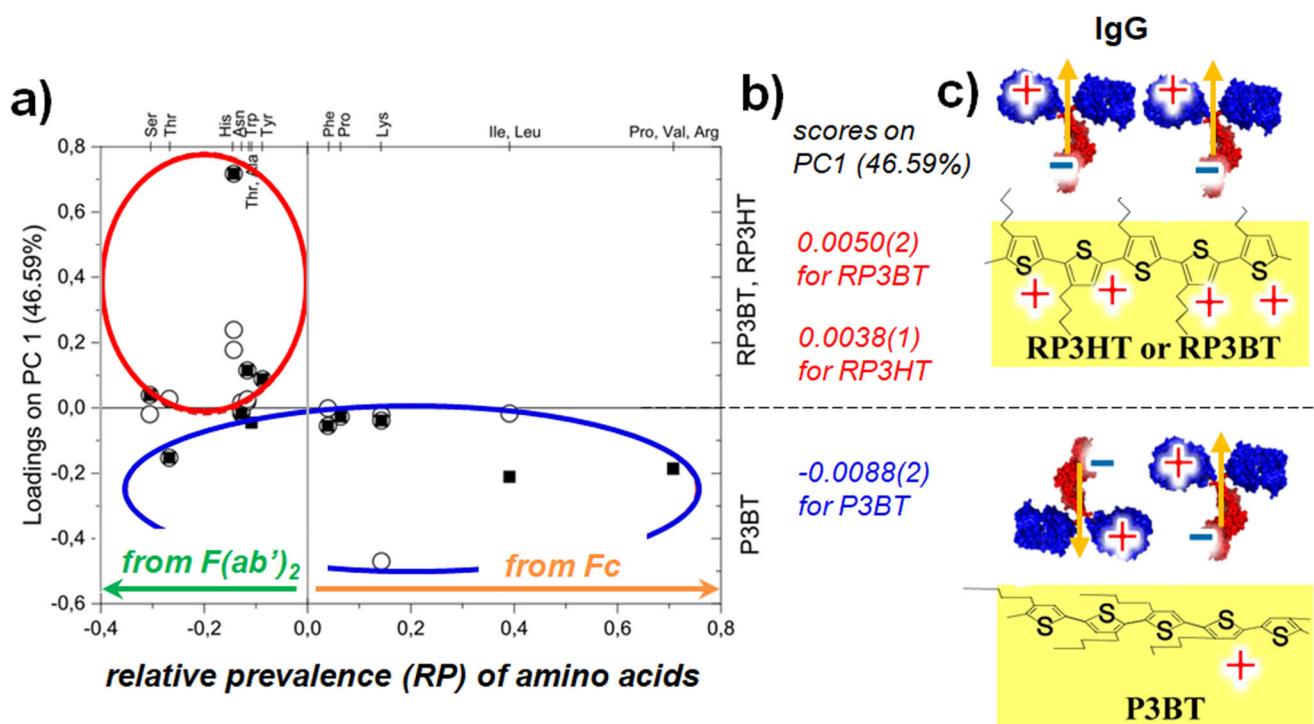 IgG
a)
b)
c)
Ser
Thr
His
Asn
Trp
Tyr
Thr, Ala
Phe
Pro
Lys
Ile, Leu
Pro, Val, Arg
Loadings on PC 1 (46.59%)
0,8
0,6
0,4
0,2
0,0
-0,2
-0,4
-0,6
-0,4
-0,2
0,0
0,2
0,4
0,6
0,8
from F(ab')2
from Fc
relative prevalence (RP) of amino acids
RP3BT, RP3HT
P3BT
scores on
PC1 (46.59%)
0.0050(2)
for RP3BT
0.0038(1)
for RP3HT
-0.0088(2)
for P3BT
+
+
−
−
S
S
S
S
S
+
+
+
+
RP3HT or RP3BT
−
+
+
−
S
S
S
S
S
+
P3BT